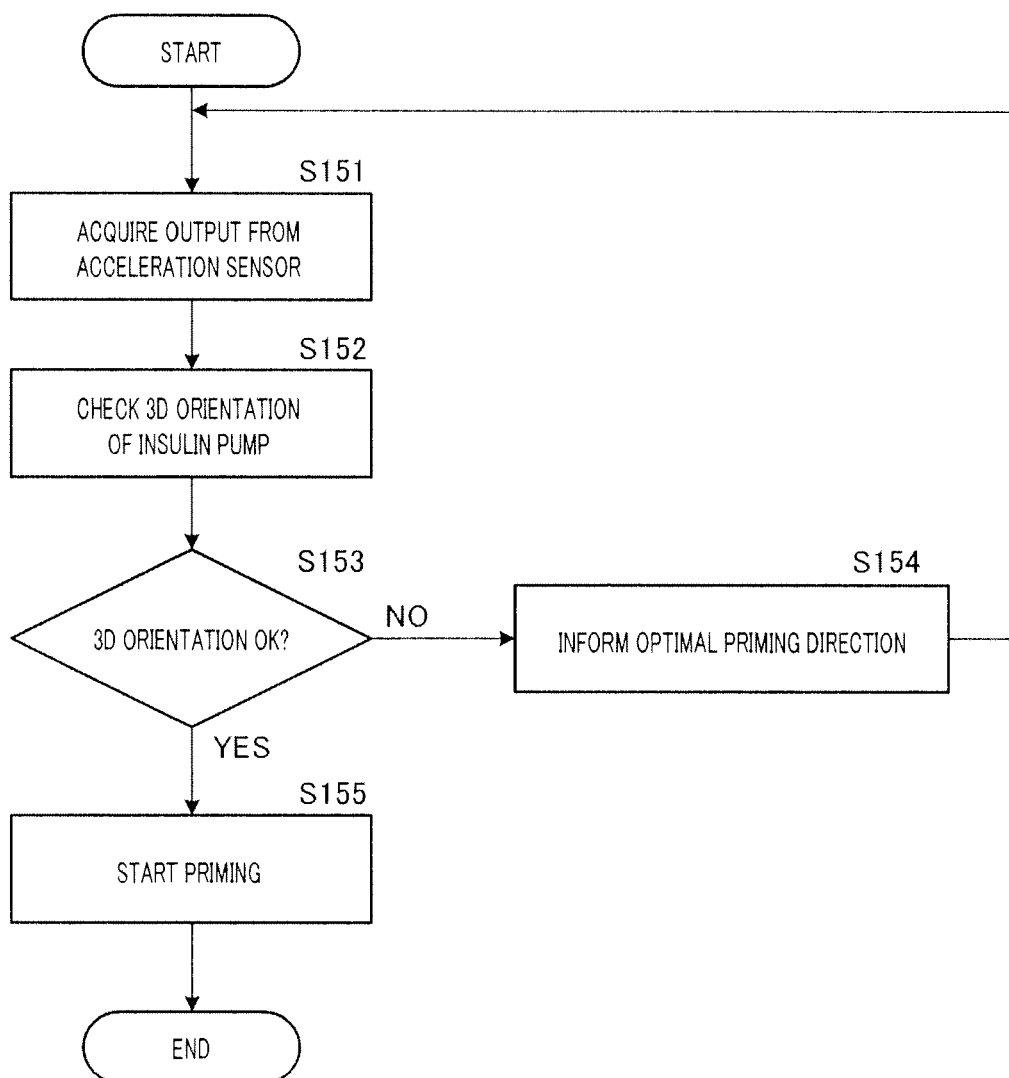 START
S151
ACQUIRE OUTPUT FROM
ACCELERATION SENSOR
S152
CHECK 3D ORIENTATION
OF INSULIN PUMP
S153
3D ORIENTATION OK?
NO
S154
INFORM OPTIMAL PRIMING DIRECTION
YES
S155
START PRIMING
END